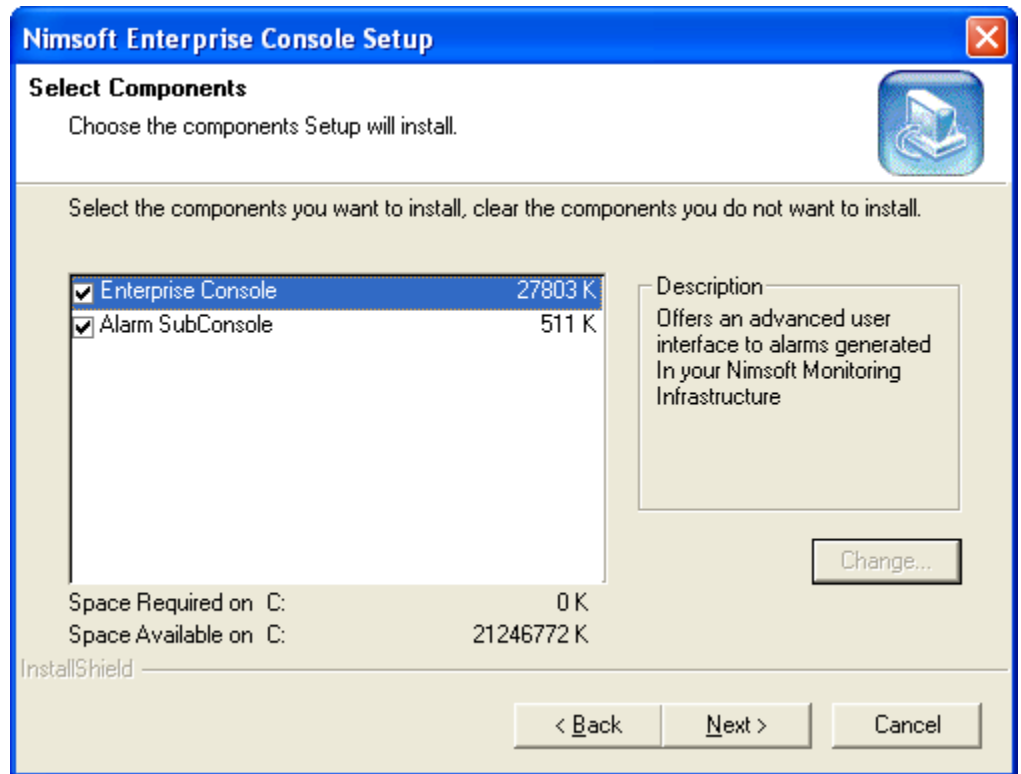 Nimsoft Enterprise Console Setup
Select Components
Choose the components Setup will install.
Select the components you want to install, clear the components you do not want to install.
Enterprise Console 27803 K
Alarm SubConsole 511 K
Description
Offers an advanced user
interface to alarms generated
In your Nimsoft Monitoring
Infrastructure
Change...
Space Required on C: 0 K
Space Available on C: 21246772 K
InstallShield
< Back
Next >
Cancel